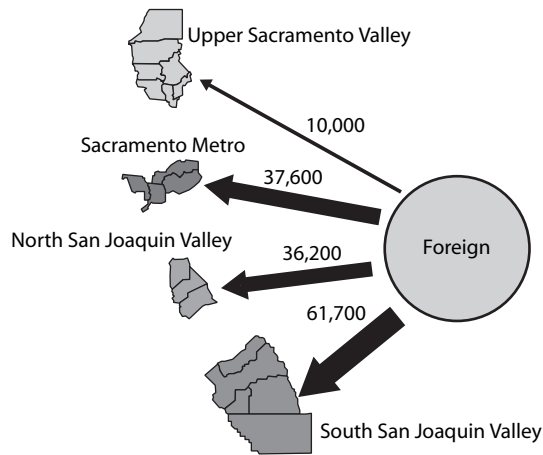 Upper Sacramento Valley
10,000
Sacramento Metro
37,600
North San Joaquin Valley
36,200
Foreign
61,700
South San Joaquin Valley